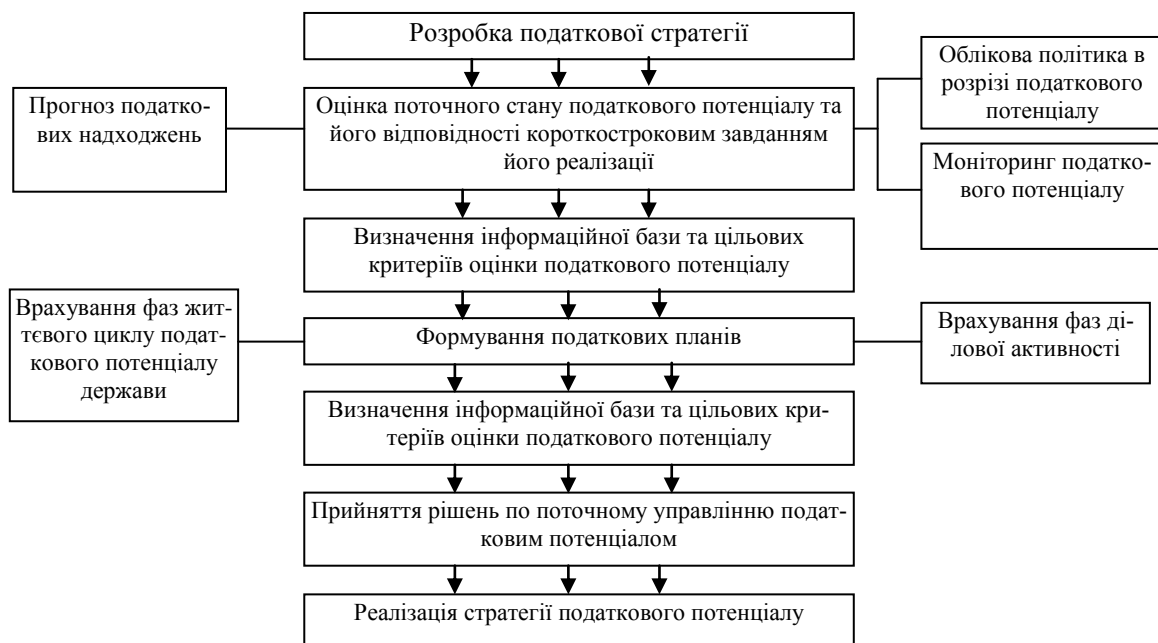 Розробка податкової стратегії
Облікова політика в
розрізі податкового
потенціалу
Прогноз податко-
вих надходжень
Оцінка поточного стану податкового потенціалу та
його відповідності короткостроковим завданням
його реалізації
Моніторинг податко-
вого потенціалу
Визначення інформаційної бази та цільових
критеріїв оцінки податкового потенціалу
Врахування фаз жит-
тєвого циклу подат-
кового потенціалу
держави
Формування податкових планів
Врахування фаз ді-
лової активності
Визначення інформаційної бази та цільових кри-
теріїв оцінки податкового потенціалу
Прийняття рішень по поточному управлінню подат-
ковим потенціалом
Реалізація стратегії податкового потенціалу